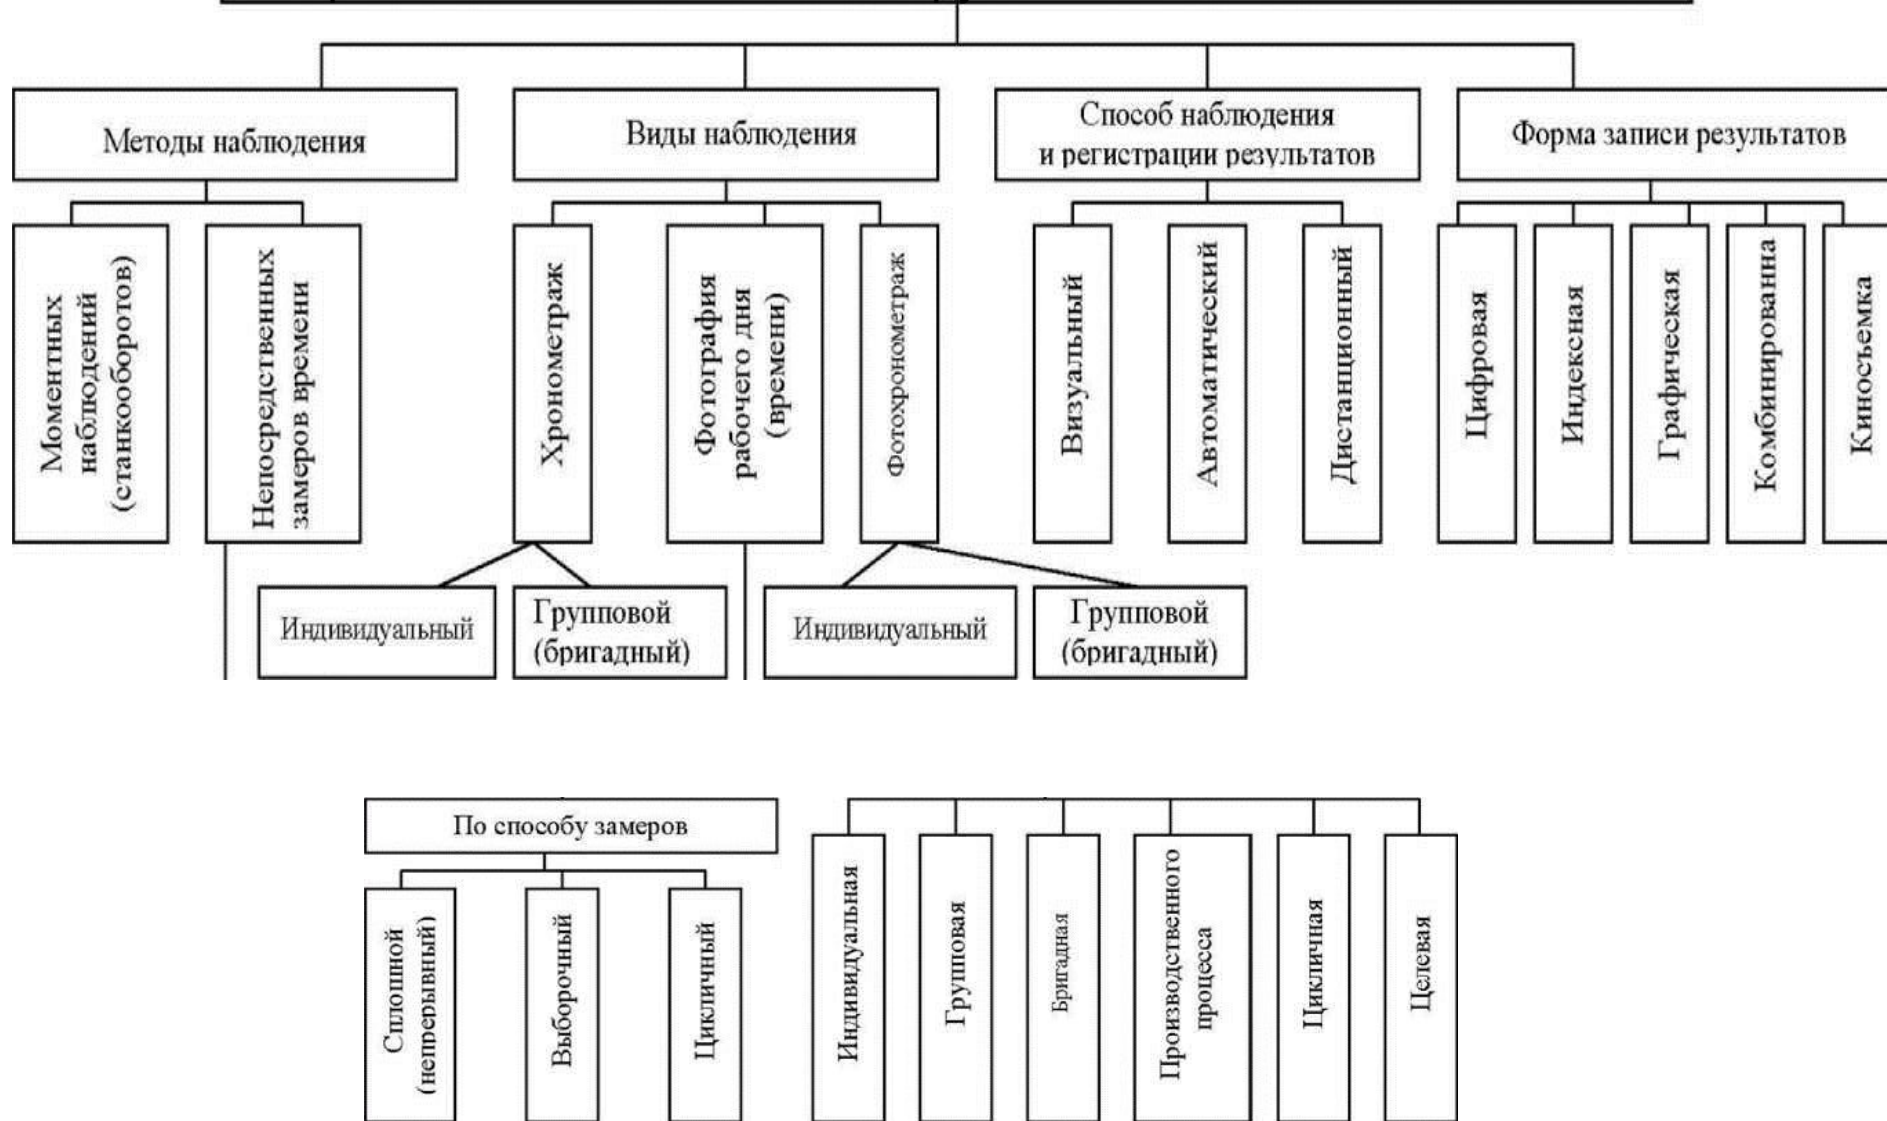 Методы наблюдения
Виды наблюдения
Способ наблюдения
и регистрации результатов
Форма записи результатов
Моментных
наблюдений
(станкооборотов)
Непосредственных
замеров времени
Хронометраж
Фотография
рабочего дня
(времени)
Фотохронометраж
Визуальный
Автоматический
Дистанционный
Цифровая
Индексная
Графическая
Комбинирована
Киносъемка
Индивидуальный
Групповой
(бригадный)
Индивидуальный
Групповой
(бригадный)
По способу замеров
Сплошной
(непрерывный)
Выборочный
Цикличный
Индивидуальная
Групповая
Бригадная
Производственного
процесса
Цикличная
Целевая